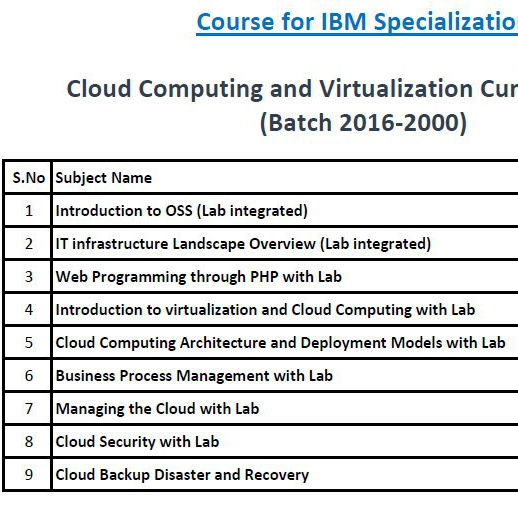 Course for IBM Specializatio
Cloud Computing and Virtualization Cur
(Batch 2016-2000)
S.No Subject Name
1 Introduction to OSS (Lab integrated)
2 IT infrastructure Landscape Overview (Lab integrated)
3 Web Programming through PHP with Lab
4 Introduction to virtualization and Cloud Computing with Lab
5 Cloud Computing Architecture and Deployment Models with Lab
6 Business Process Management with Lab
7 Managing the Cloud with Lab
8 Cloud Security with Lab
9 Cloud Backup Disaster and Recovery